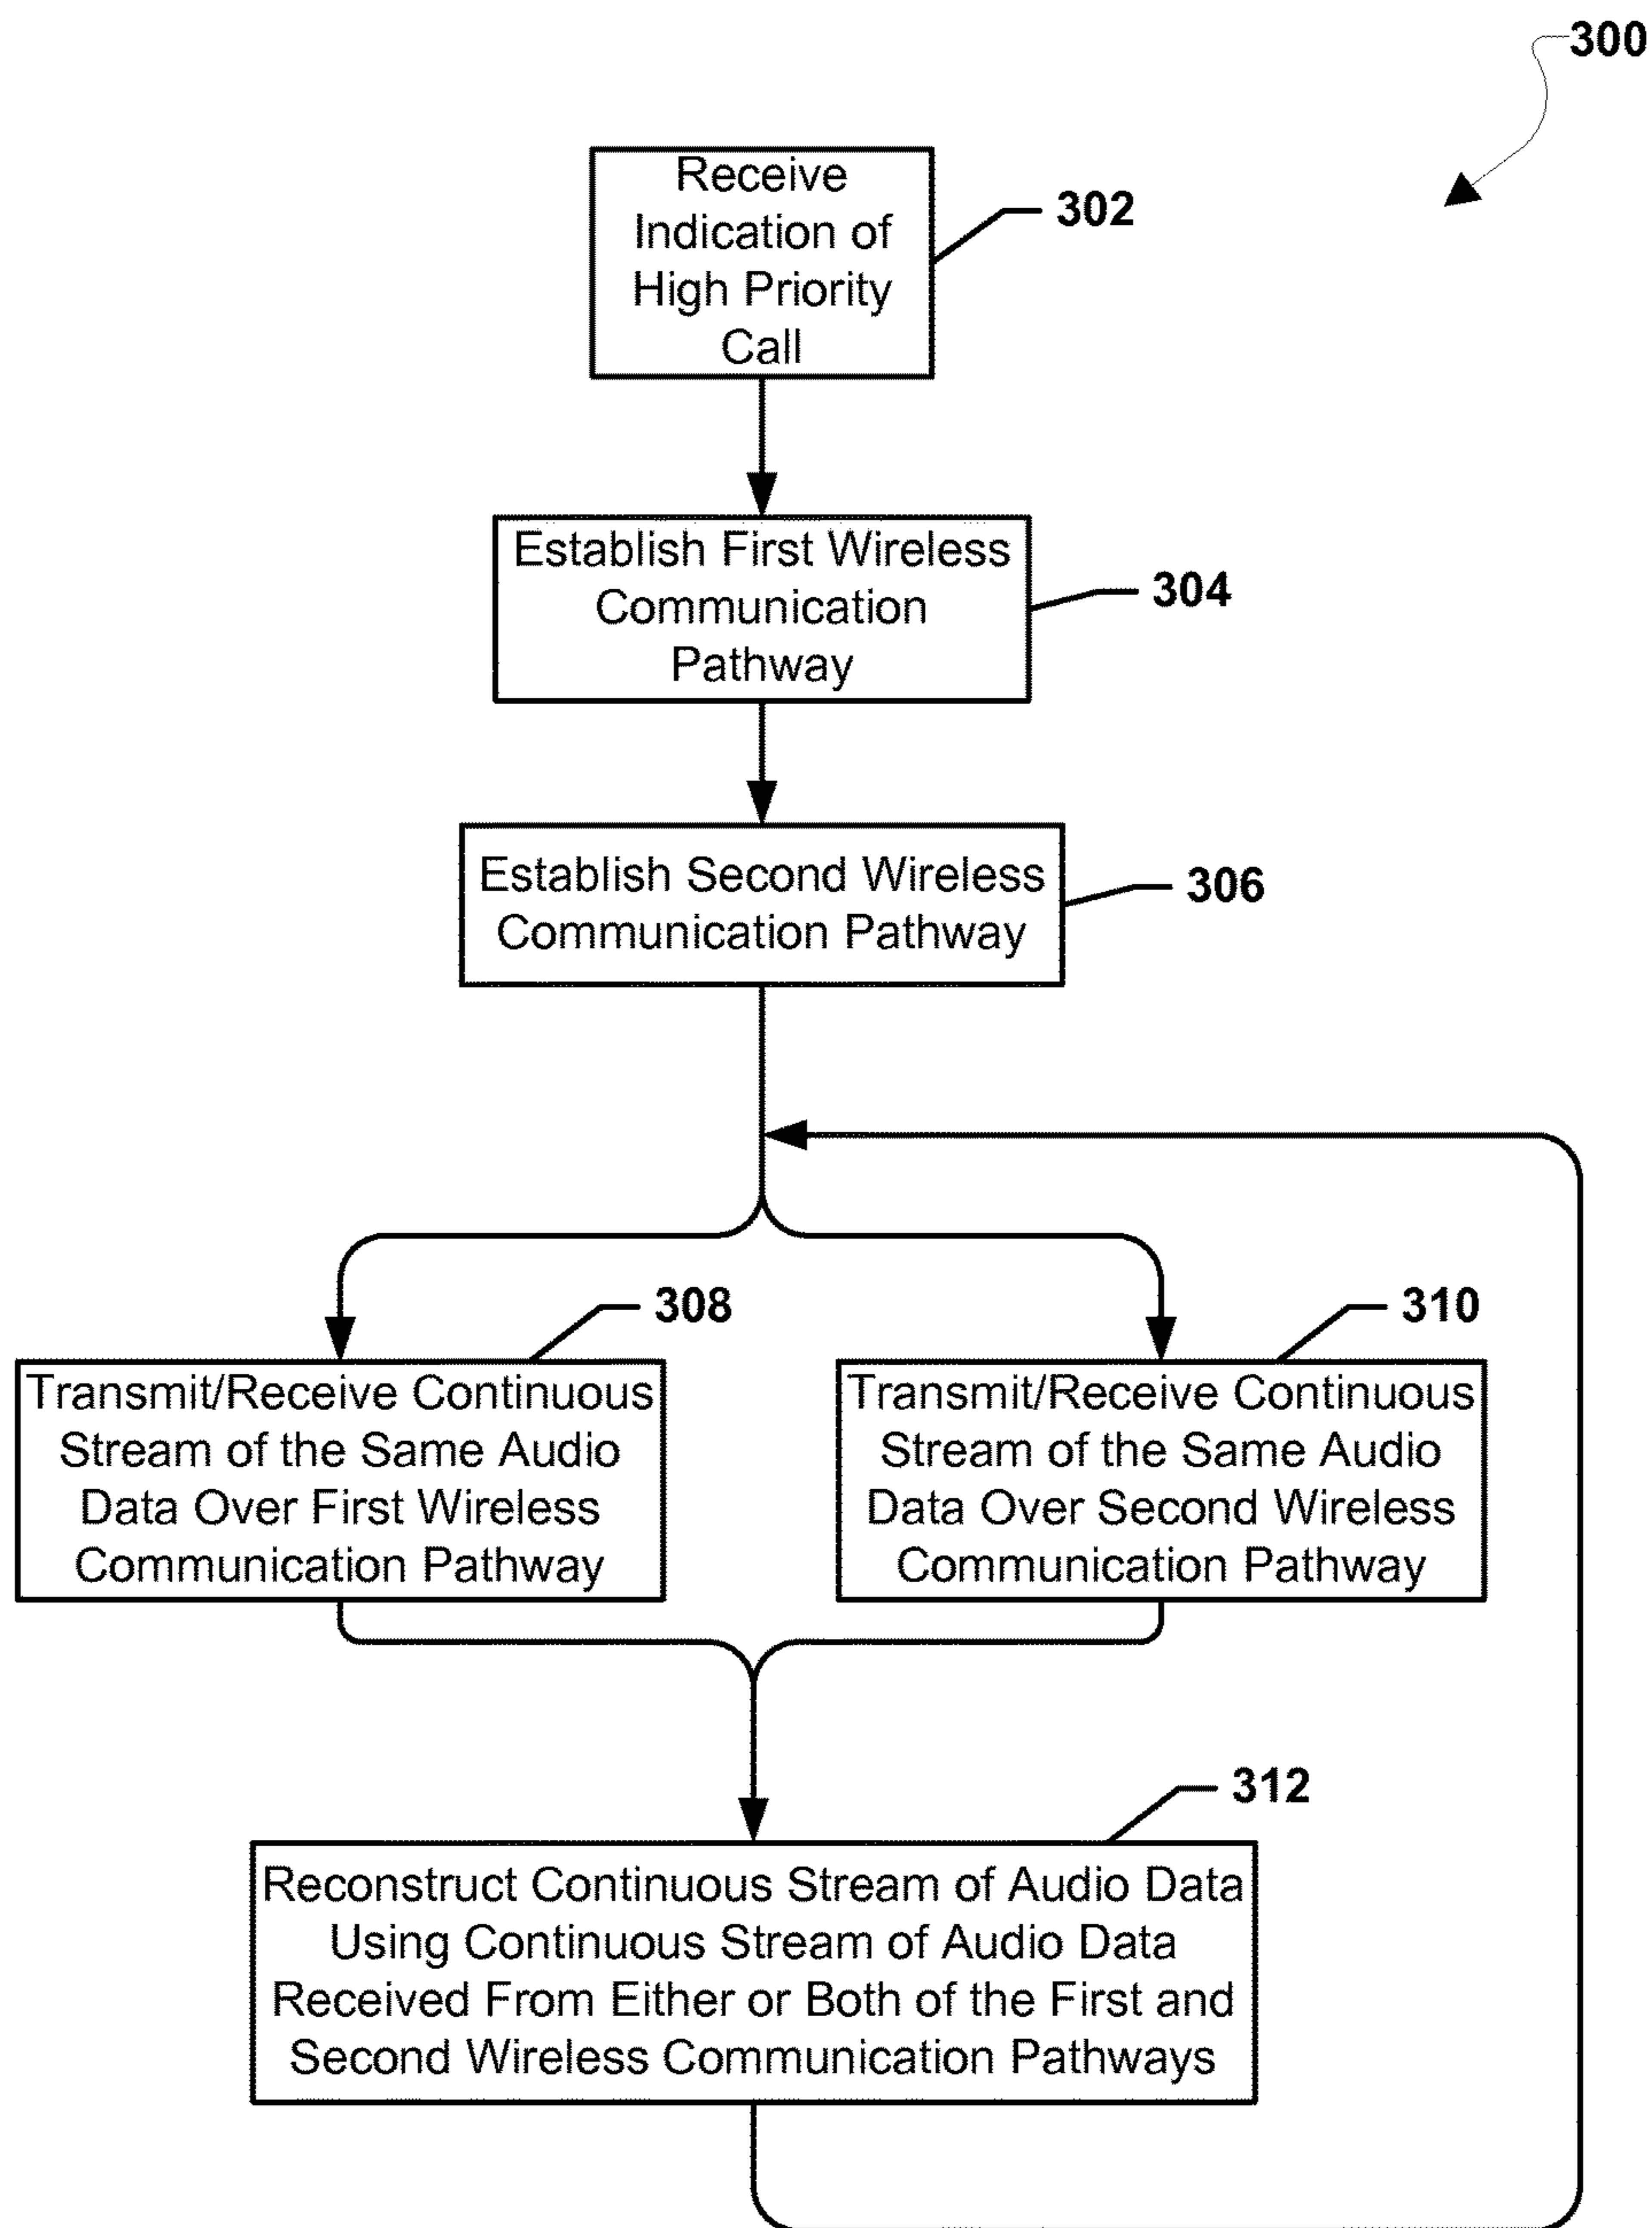 300
Receive
Indication of
High Priority
Call
302
Establish First Wireless
Communication
Pathway
304
Establish Second Wireless
Communication Pathway
306
308
Transmit/Receive Continuous
Stream of the Same Audio
Data Over First Wireless
Communication Pathway
310
Transmit/Receive Continuous
Stream of the Same Audio
Data Over Second Wireless
Communication Pathway
312
Reconstruct Continuous Stream of Audio Data
Using Continuous Stream of Audio Data
Received From Either or Both of the First and
Second Wireless Communication Pathways